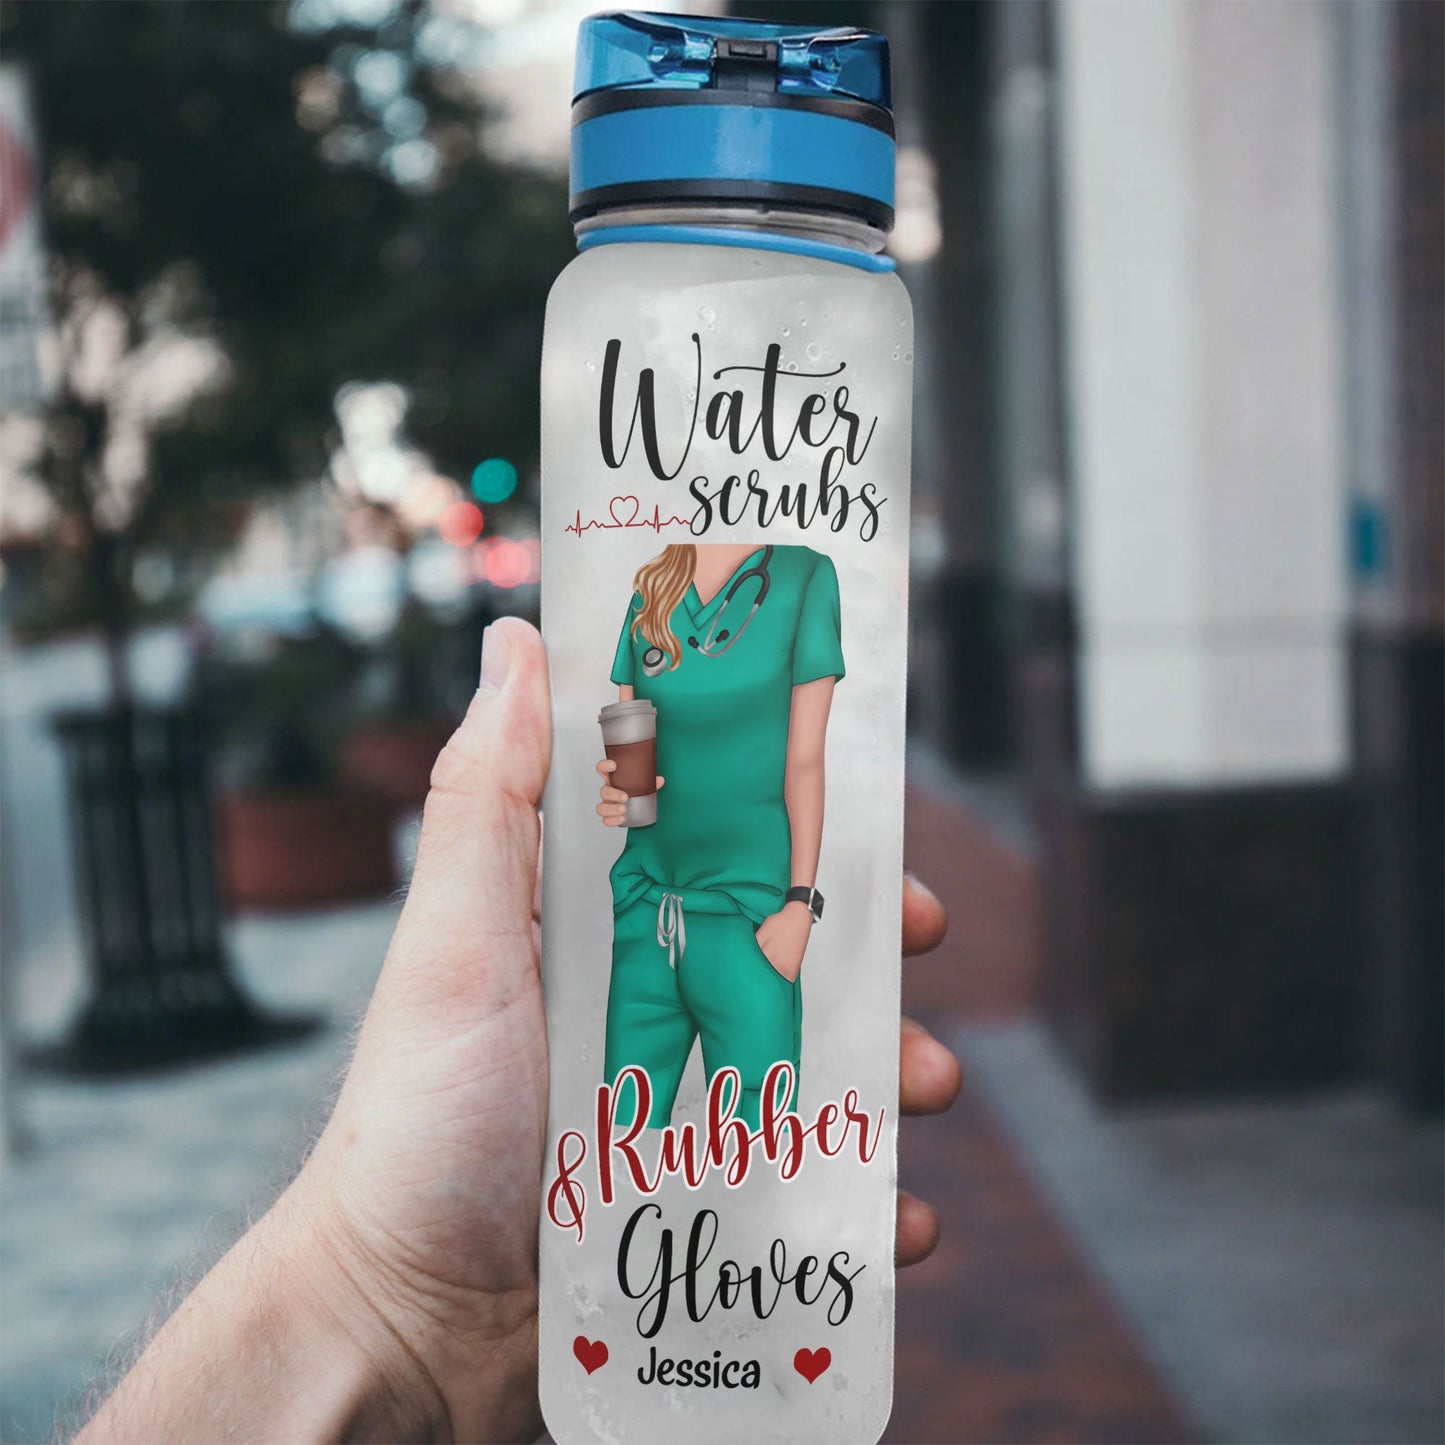 Water
scrubs
& Rubber
Gloves
Jessica